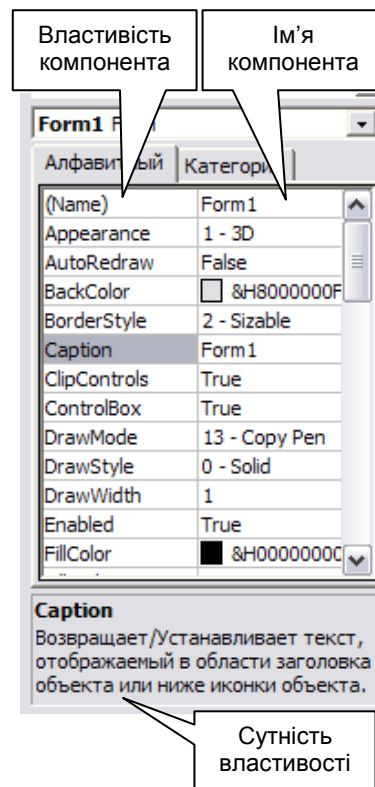 Властивість компонента
Ім’я компонента
Form1
Алфавитный
Категории
(Name) Form1
Appearance 1 - 3D
AutoRedraw False
BackColor &H8000000F
BorderStyle 2 - Sizable
Caption Form1
ClipControls True
ControlBox True
DrawMode 13 - Copy Pen
DrawStyle 0 - Solid
DrawWidth 1
Enabled True
FillColor &H00000000
Caption
Возвращает/Устанавливает текст,
отображаемый в области заголовка
объекта или ниже иконки объекта.
Сутність
властивості